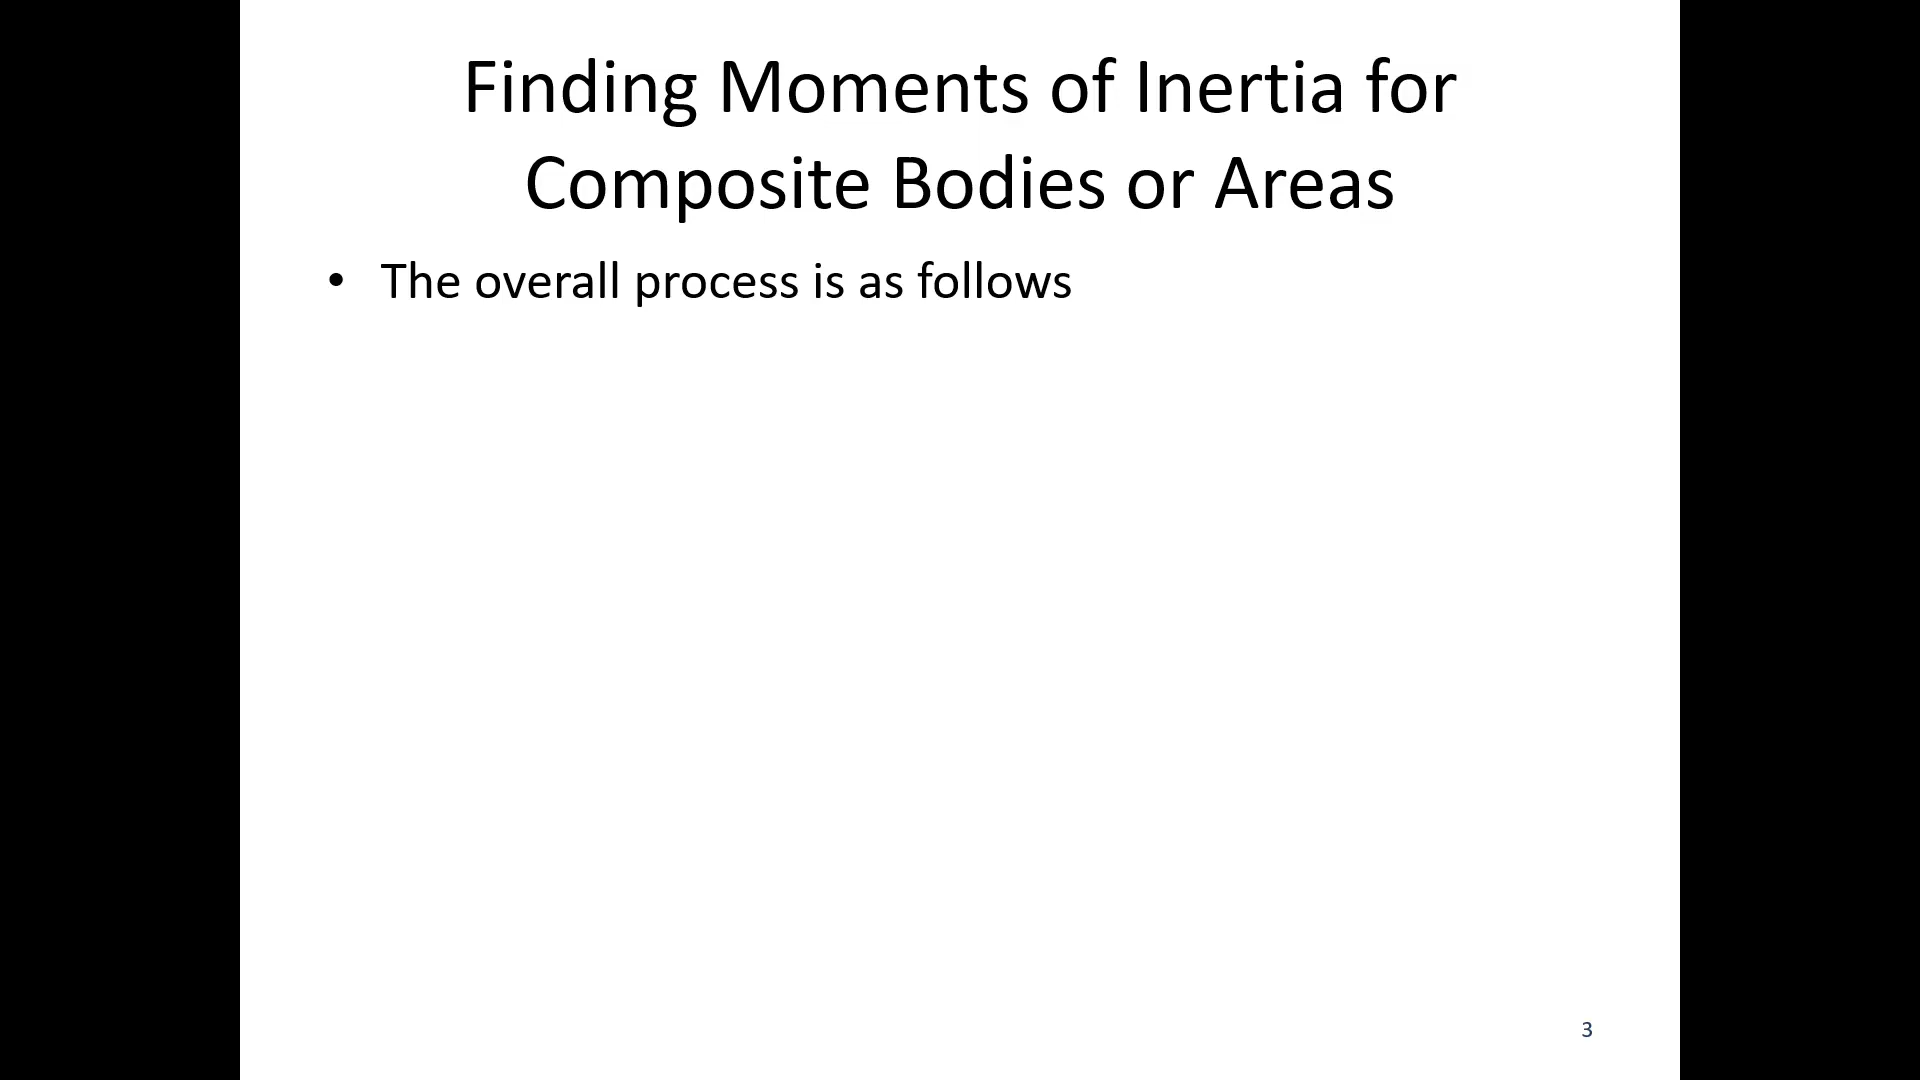 Finding Moments of Inertia for
Composite Bodies or Areas
• The overall process is as follows
3